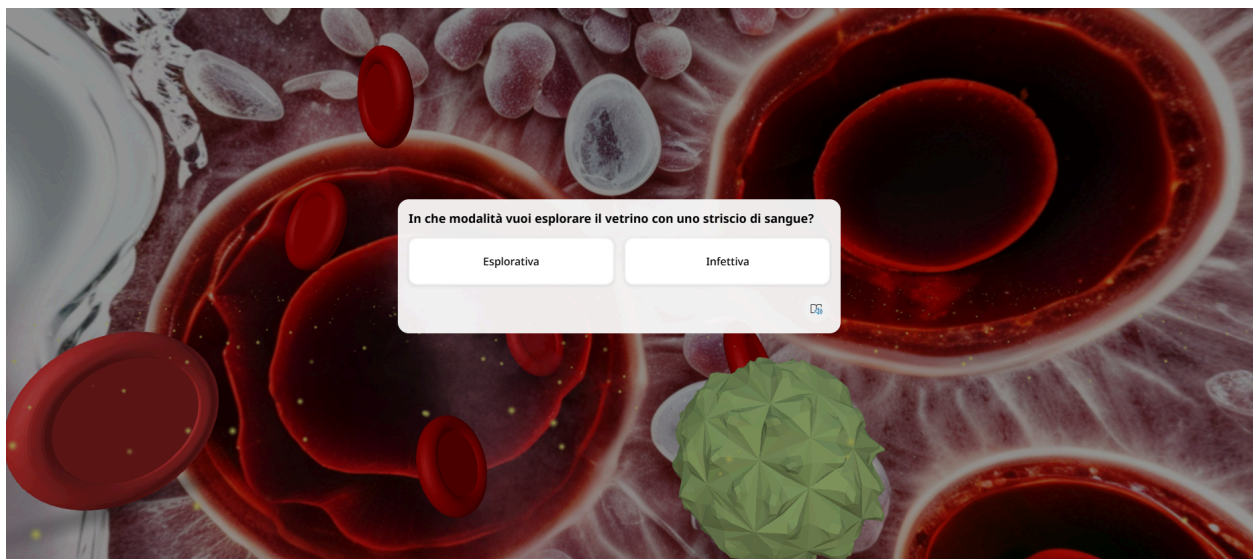 In che modalità vuoi esplorare il vetrino con uno striscio di sangue?
Esplorativa
Infettiva